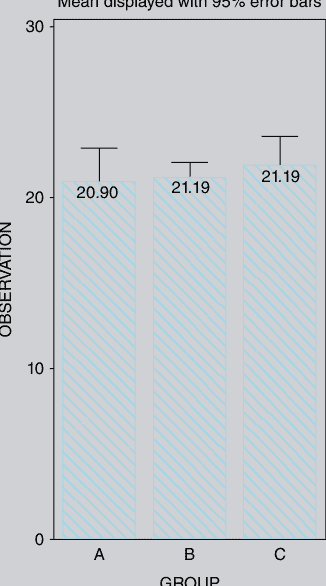 Mean displayed with 95% error bars
30
20.90
21.19
21.19
20
OBSERVATION
10
0
A B C
GROUP